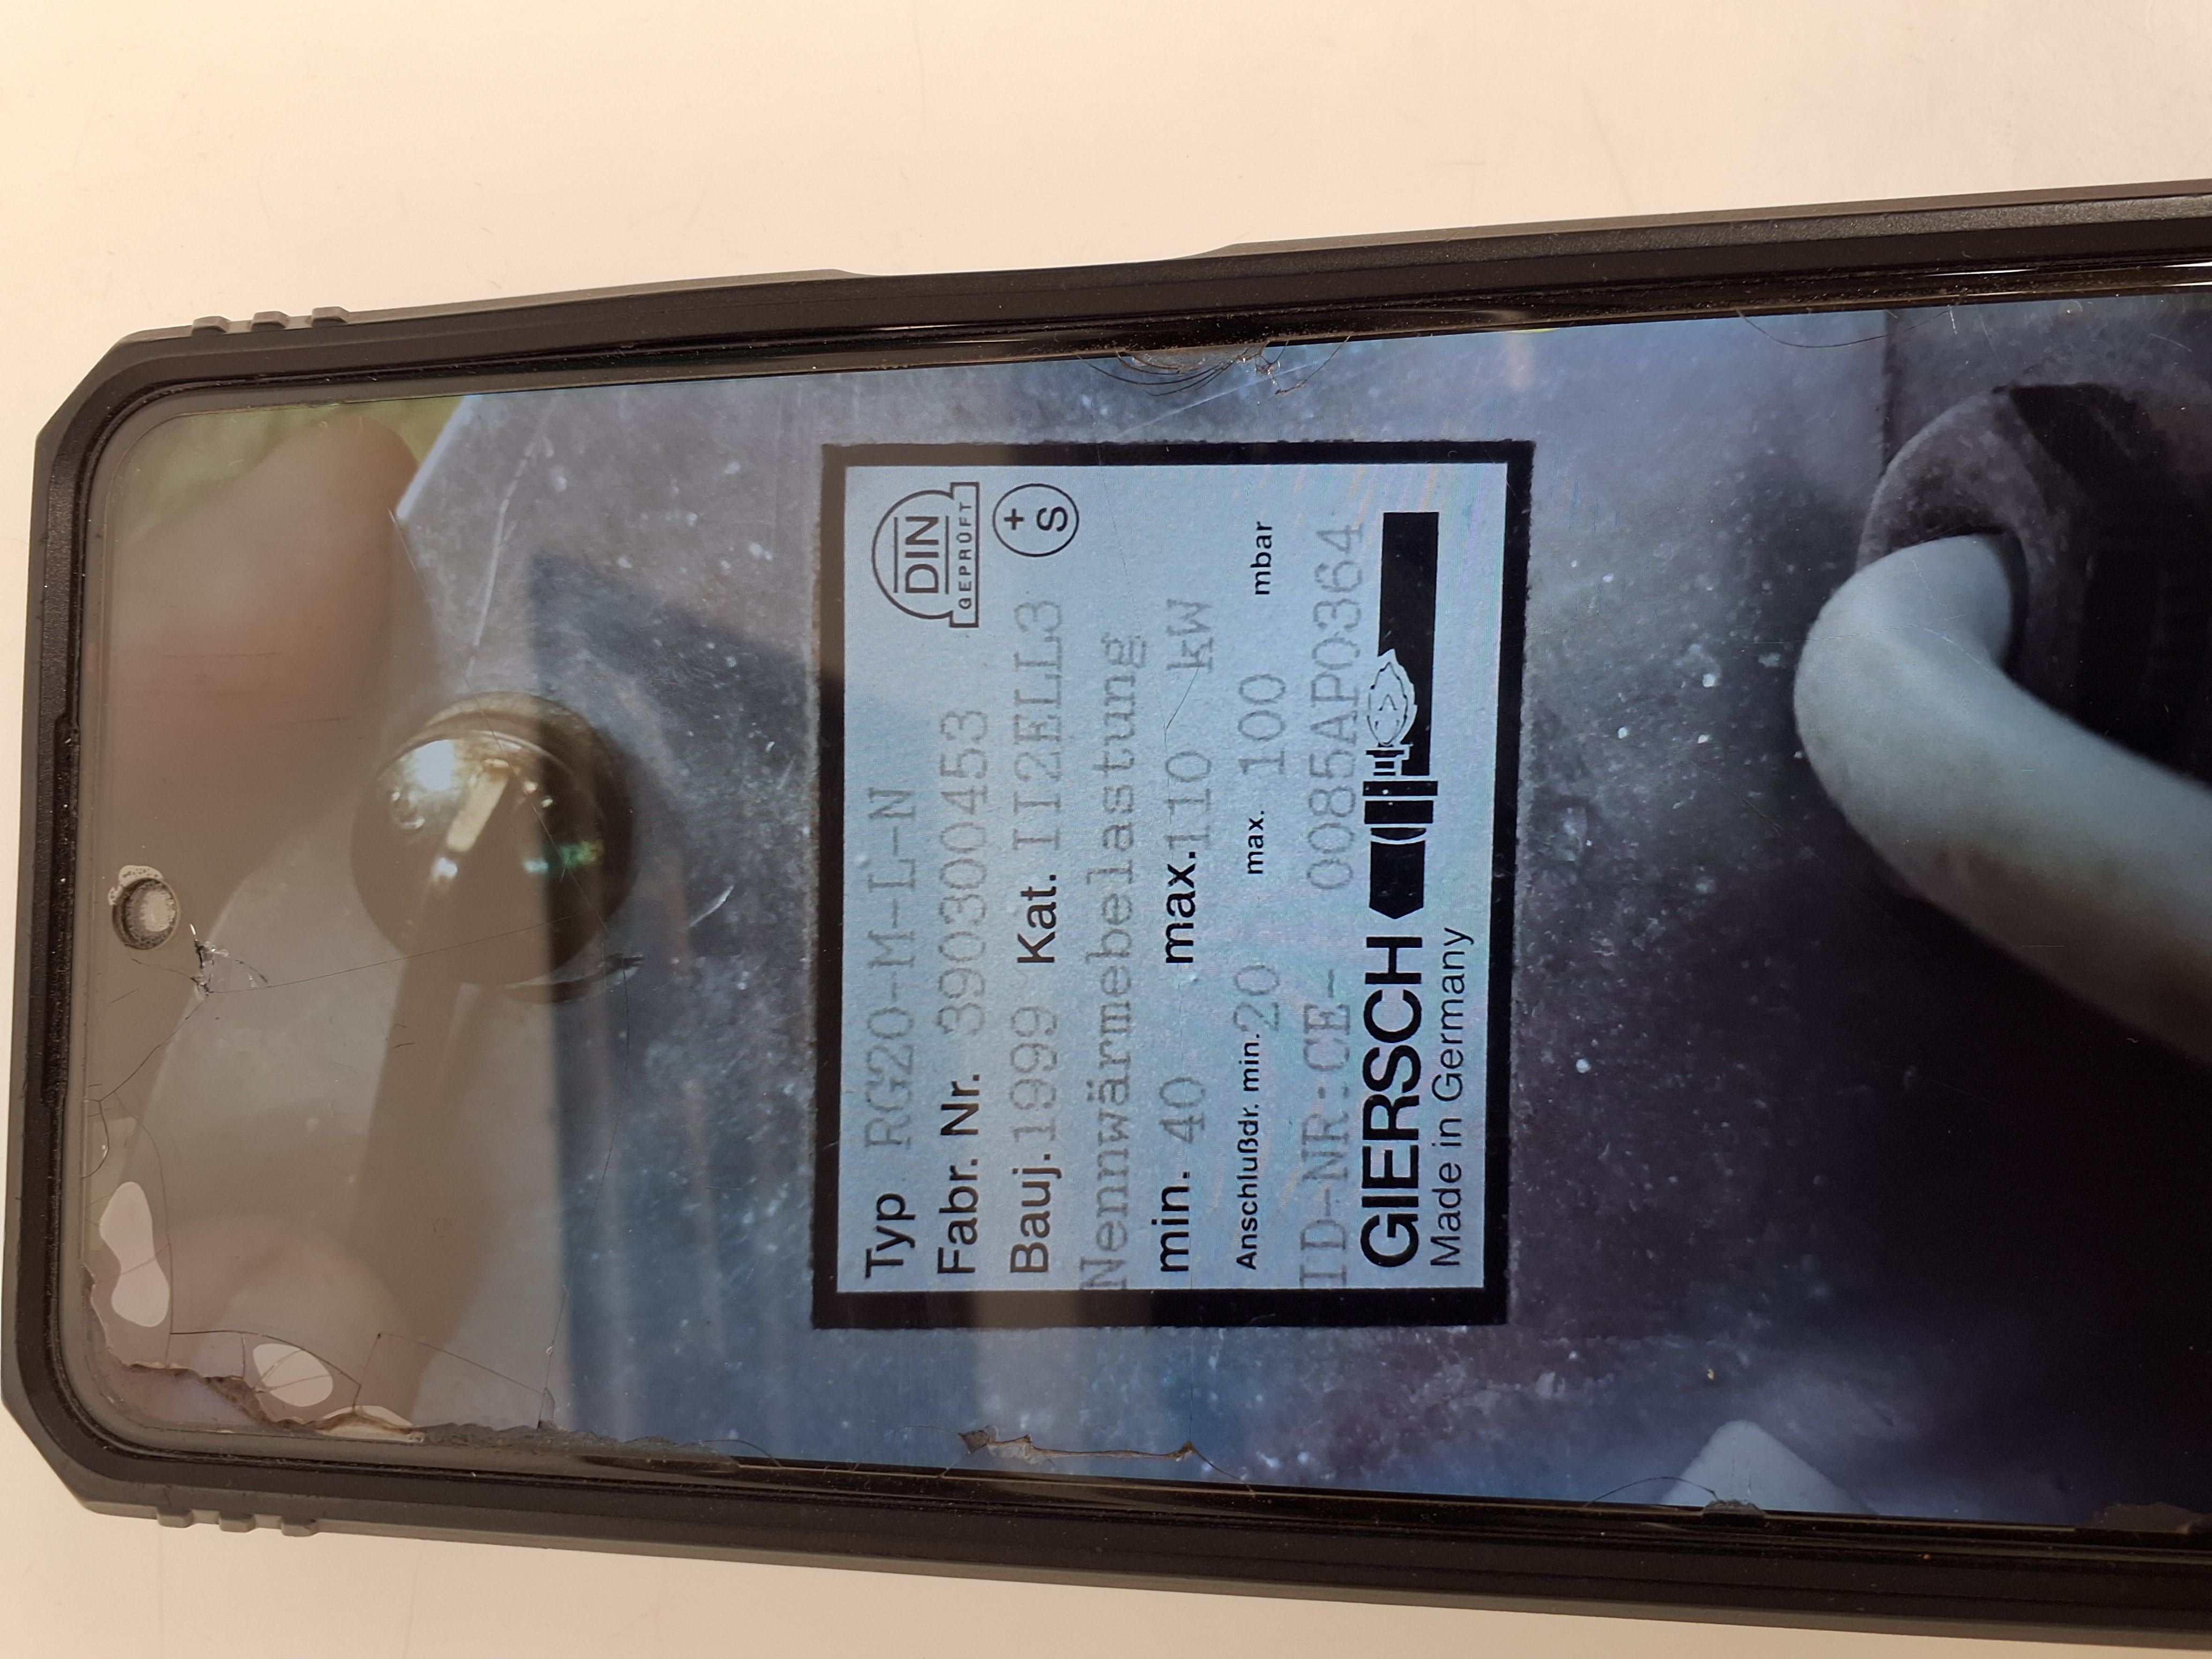 Typ RG20-M-L-N
DIN
GEPRÜFT
Fabr. Nr. 390300453
+
S
Bauj. 1999 Kat. II2ELL3
Nennwärmebelastung
min. 40 max. 110 kW
Anschlußdr. min. 20 max. 100 mbar
ID-NR:CE- 0085AP0364
GIERSCH
Made in Germany